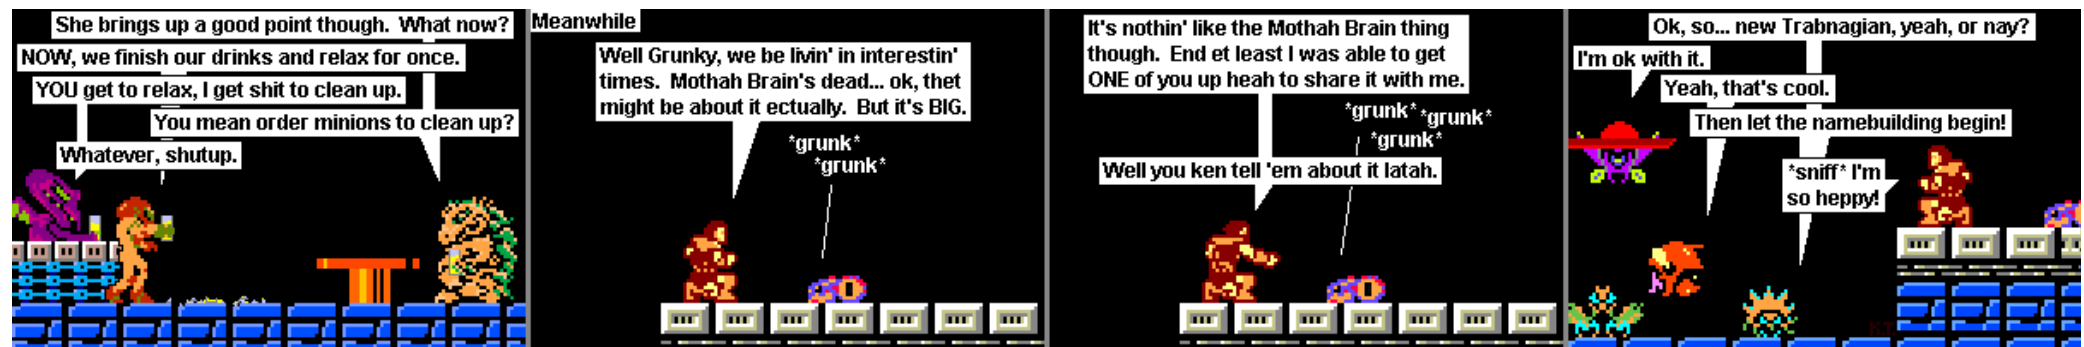 She brings up a good point though. What now?
NOW, we finish our drinks and relax for once.
YOU get to relax, I get shit to clean up.
You mean order minions to clean up?
Whatever, shutup.
Meanwhile
Well Grunky, we be livin' in interestin'
times. Mothah Brain's dead... ok, thet
might be about it ectually. But it's BIG.
*grunk*
*grunk*
It's nothin' like the Mothah Brain thing
though. End et least I was able to get
ONE of you up heah to share it with me.
*grunk*
*grunk*
*grunk*
Well you ken tell 'em about it latah.
Ok, so... new Trabnagian, yeah, or nay?
I'm ok with it.
Yeah, that's cool.
Then let the namebuilding begin!
*sniff* I'm
so heppy!